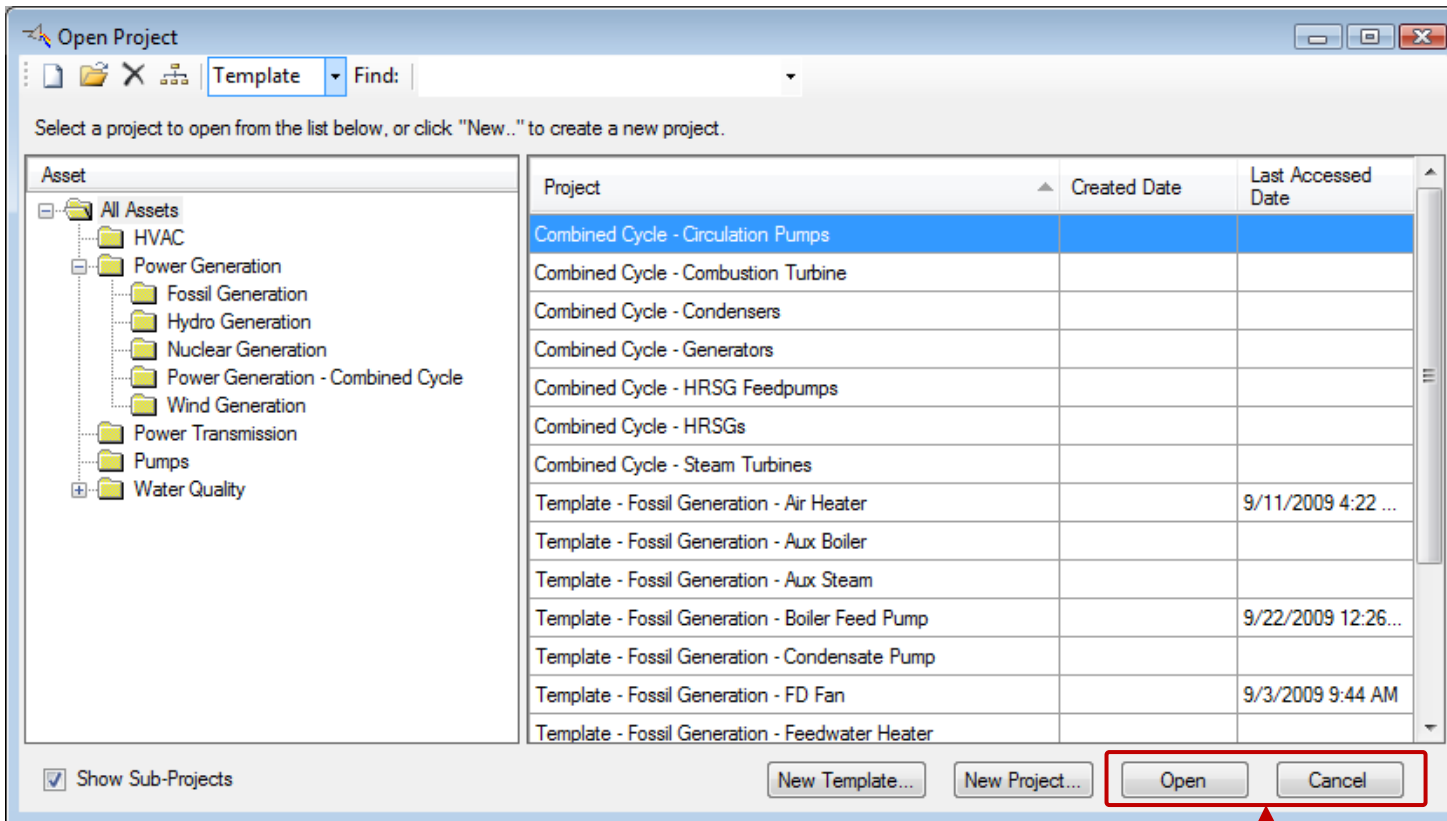 Open Project
Template Find:
Select a project to open from the list below, or click "New.." to create a new project.
Asset
All Assets
HVAC
Power Generation
Fossil Generation
Hydro Generation
Nuclear Generation
Power Generation - Combined Cycle
Wind Generation
Power Transmission
Pumps
Water Quality
Project Created Date Last Accessed Date
Combined Cycle - Circulation Pumps
Combined Cycle - Combustion Turbine
Combined Cycle - Condensers
Combined Cycle - Generators
Combined Cycle - HRSG Feedpumps
Combined Cycle - HRSGs
Combined Cycle - Steam Turbines
Template - Fossil Generation - Air Heater 9/11/2009 4:22 ...
Template - Fossil Generation - Aux Boiler
Template - Fossil Generation - Aux Steam
Template - Fossil Generation - Boiler Feed Pump 9/22/2009 12:26...
Template - Fossil Generation - Condensate Pump
Template - Fossil Generation - FD Fan 9/3/2009 9:44 AM
Template - Fossil Generation - Feedwater Heater
Show Sub-Projects New Template... New Project... Open Cancel